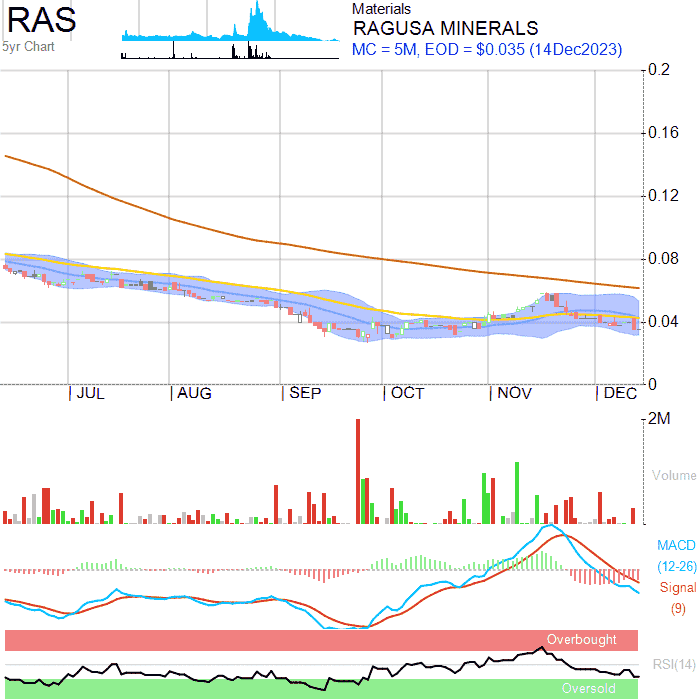 RAS
5yr Chart
Materials
RAGUSA MINERALS
MC = 5M, EOD = $0.035 (14Dec2023)
0.2
0.16
0.12
0.08
0.04
0
JUL AUG SEP OCT NOV DEC
2M
Volume
MACD
(12-26)
Signal
(9)
Overbought
RSI(14)
Oversold